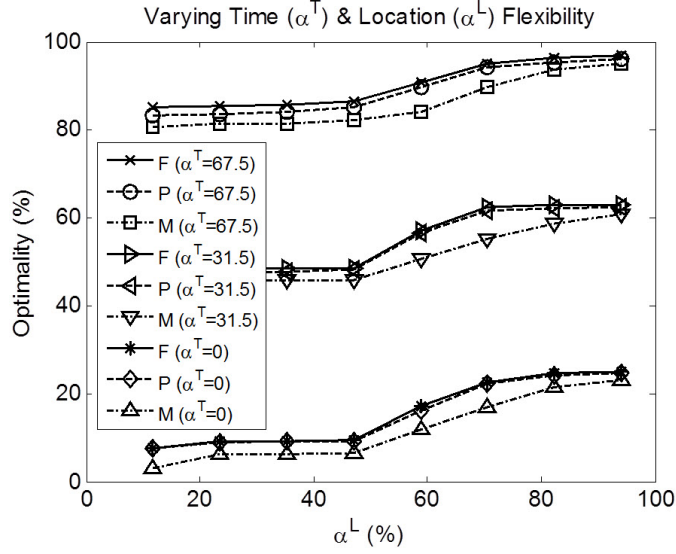 Varying Time (α^T) & Location (α^L) Flexibility
Optimality (%)
100
80
60
40
20
0
F (α^T=67.5)
P (α^T=67.5)
M (α^T=67.5)
F (α^T=31.5)
P (α^T=31.5)
M (α^T=31.5)
F (α^T=0)
P (α^T=0)
M (α^T=0)
0 20 40 60 80 100
α^L (%)